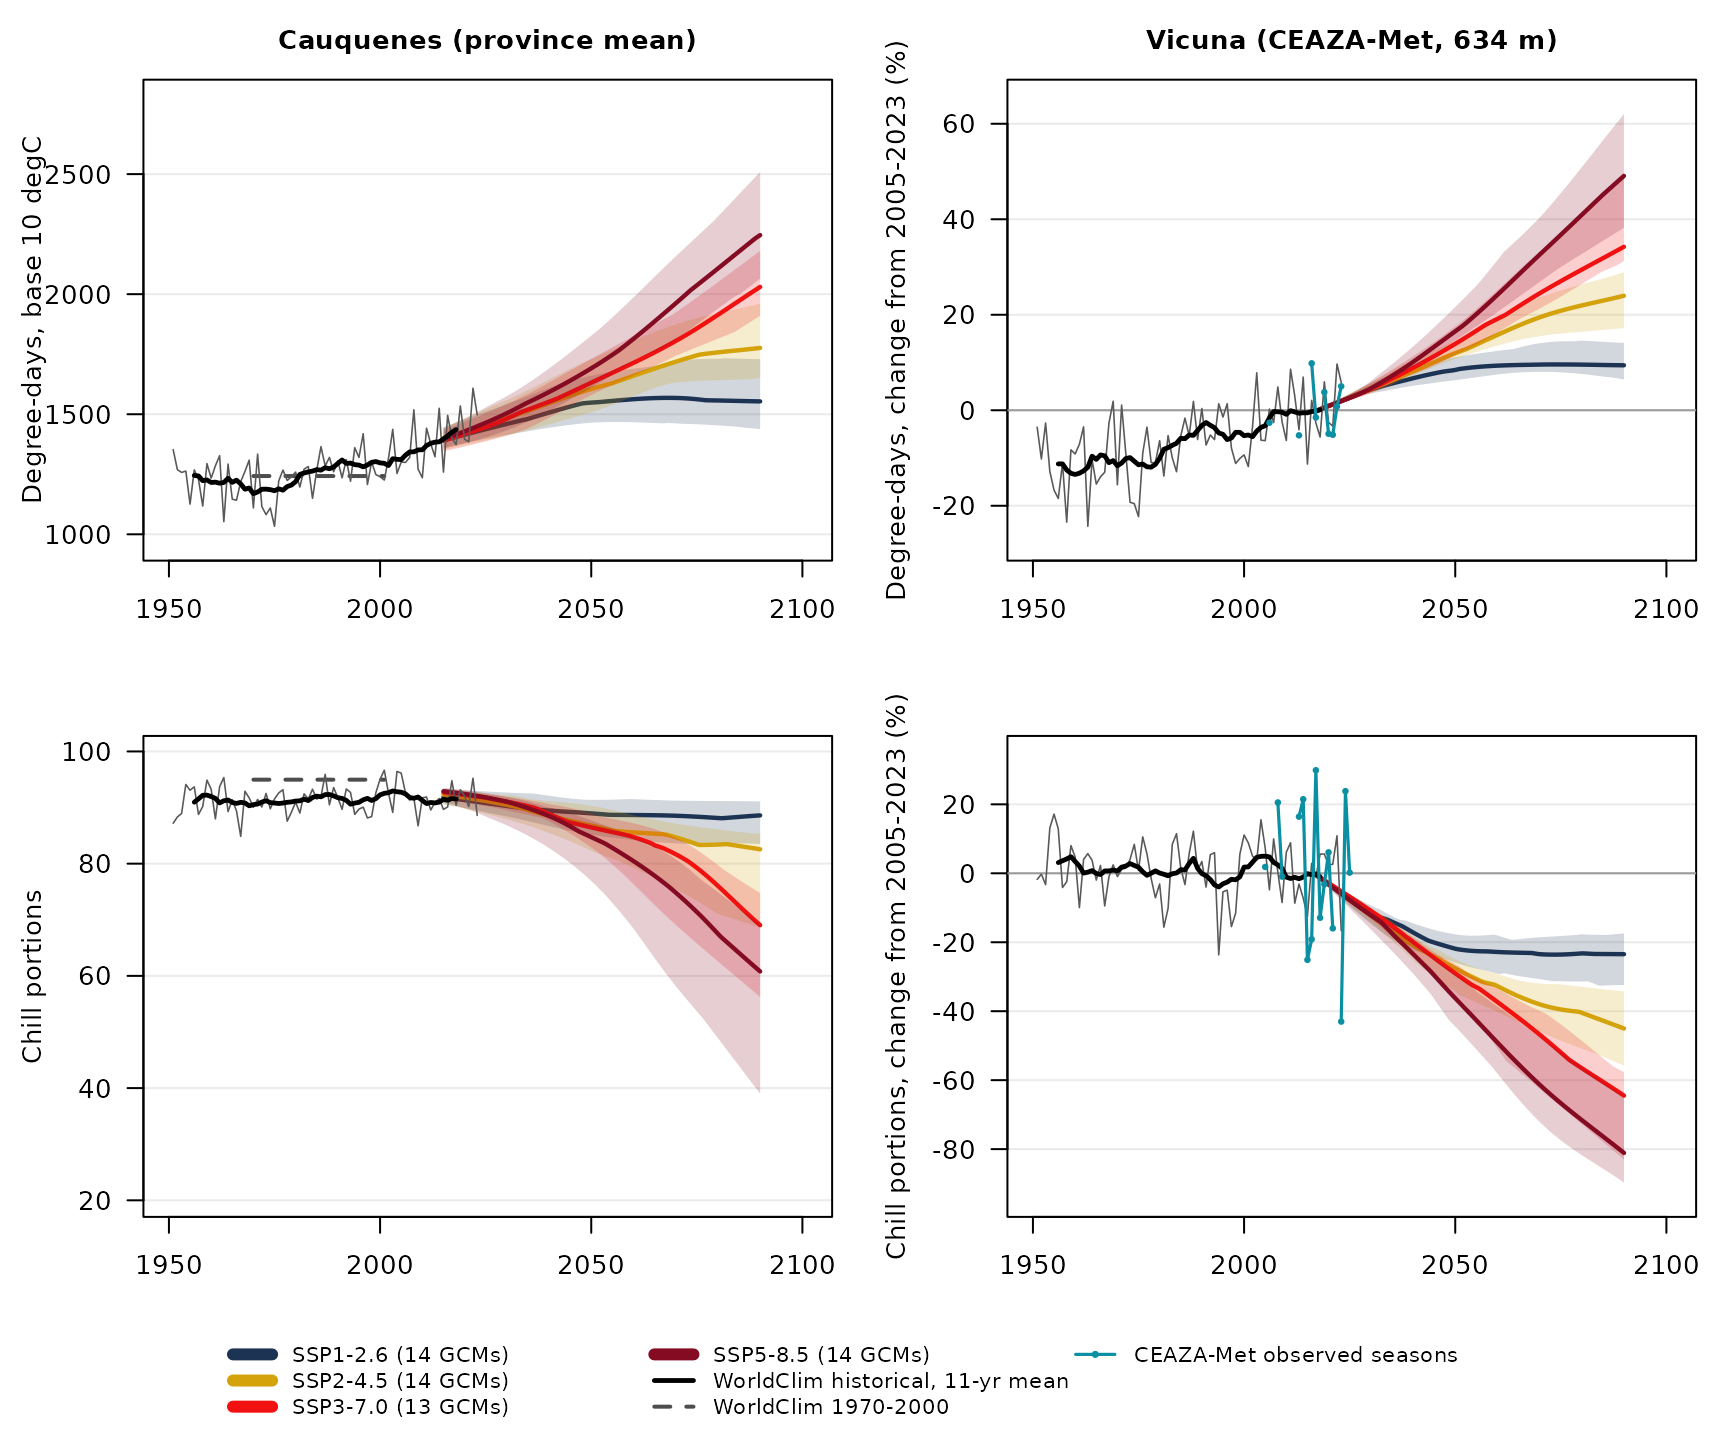 Cauquenes (province mean)
Vicuna (CEAZA-Met, 634 m)
Degree-days, base 10 degC
2500
2000
1500
1000
1950
2000
2050
2100
Degree-days, change from 2005-2023 (%)
60
40
20
0
-20
1950
2000
2050
2100
Chill portions
100
80
60
40
20
1950
2000
2050
2100
Chill portions, change from 2005-2023 (%)
20
0
-20
-40
-60
-80
1950
2000
2050
2100
SSP1-2.6 (14 GCMs)
SSP2-4.5 (14 GCMs)
SSP3-7.0 (13 GCMs)
SSP5-8.5 (14 GCMs)
WorldClim historical, 11-yr mean
WorldClim 1970-2000
CEAZA-Met observed seasons